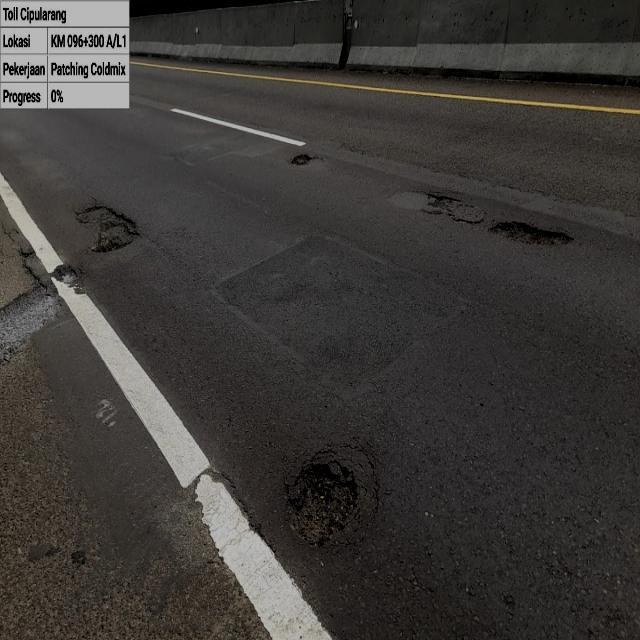 Toll Cipularang
Lokasi KM 096+300 A/L1
Pekerjaan Patching Coldmix
Progress 0%